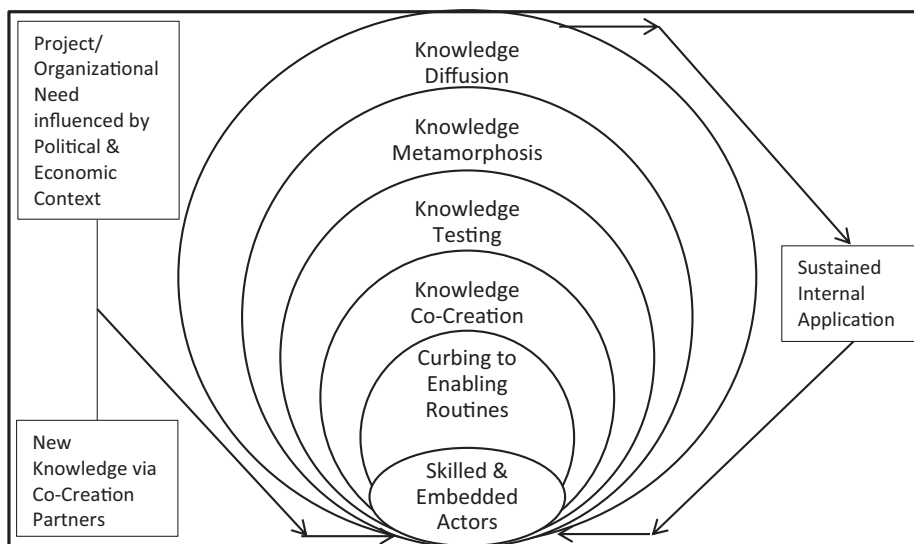 Project/
Organizational
Need
influenced by
Political &
Economic
Context
New
Knowledge via
Co-Creation
Partners
Knowledge
Diffusion
Knowledge
Metamorphosis
Knowledge
Testing
Knowledge
Co-Creation
Curbing to
Enabling
Routines
Skilled &
Embedded
Actors
Sustained
Internal
Application